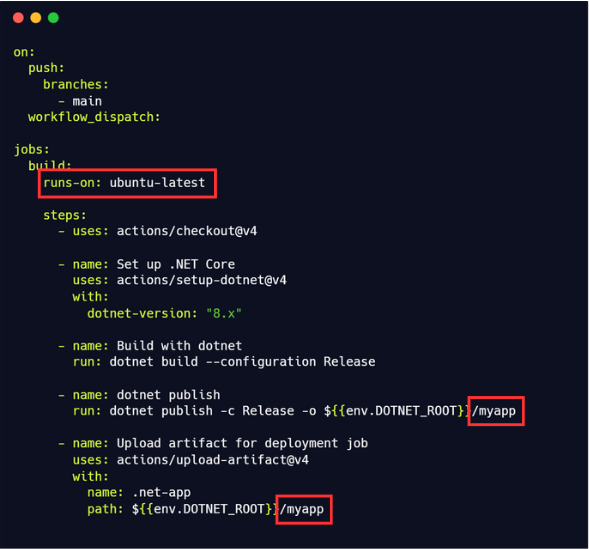 on:
  push:
    branches:
      - main
  workflow_dispatch:
jobs:
  build:
    runs-on: ubuntu-latest
    steps:
      - uses: actions/checkout@v4
      - name: Set up .NET Core
        uses: actions/setup-dotnet@v4
        with:
          dotnet-version: "8.x"
      - name: Build with dotnet
        run: dotnet build --configuration Release
      - name: dotnet publish
        run: dotnet publish -c Release -o ${{env.DOTNET_ROOT}}/myapp
      - name: Upload artifact for deployment job
        uses: actions/upload-artifact@v4
        with:
          name: .net-app
          path: ${{env.DOTNET_ROOT}}/myapp